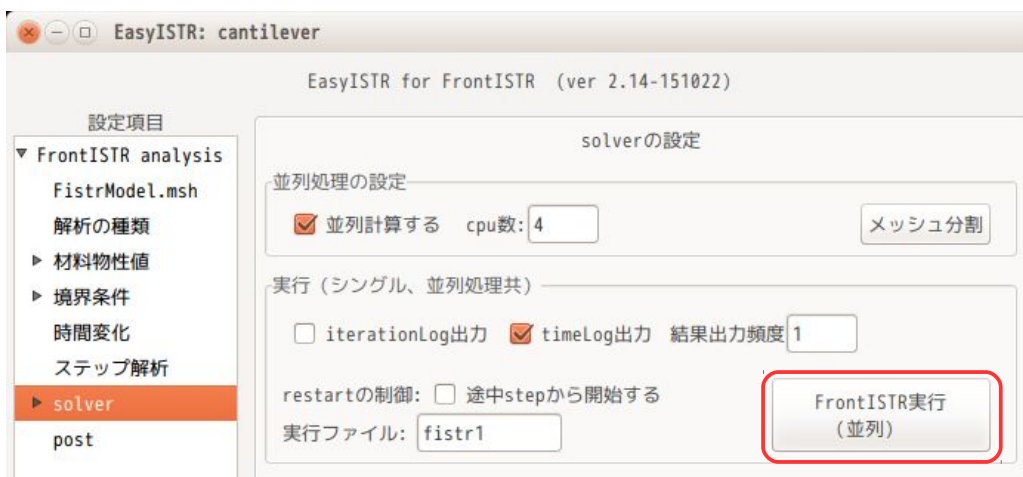 EasyISTR: cantilever
EasyISTR for FrontISTR (ver 2.14-151022)
設定項目
FrontISTR analysis
FistrModel.msh
解析の種類
材料物性値
境界条件
時間変化
ステップ解析
solver
post
solverの設定
並列処理の設定
並列計算する cpu数: 4
メッシュ分割
実行 (シングル、並列処理共)
iterationLog出力 timeLog出力 結果出力頻度 1
restartの制御: 途中stepから開始する
実行ファイル: fistr1
FrontISTR実行
(並列)